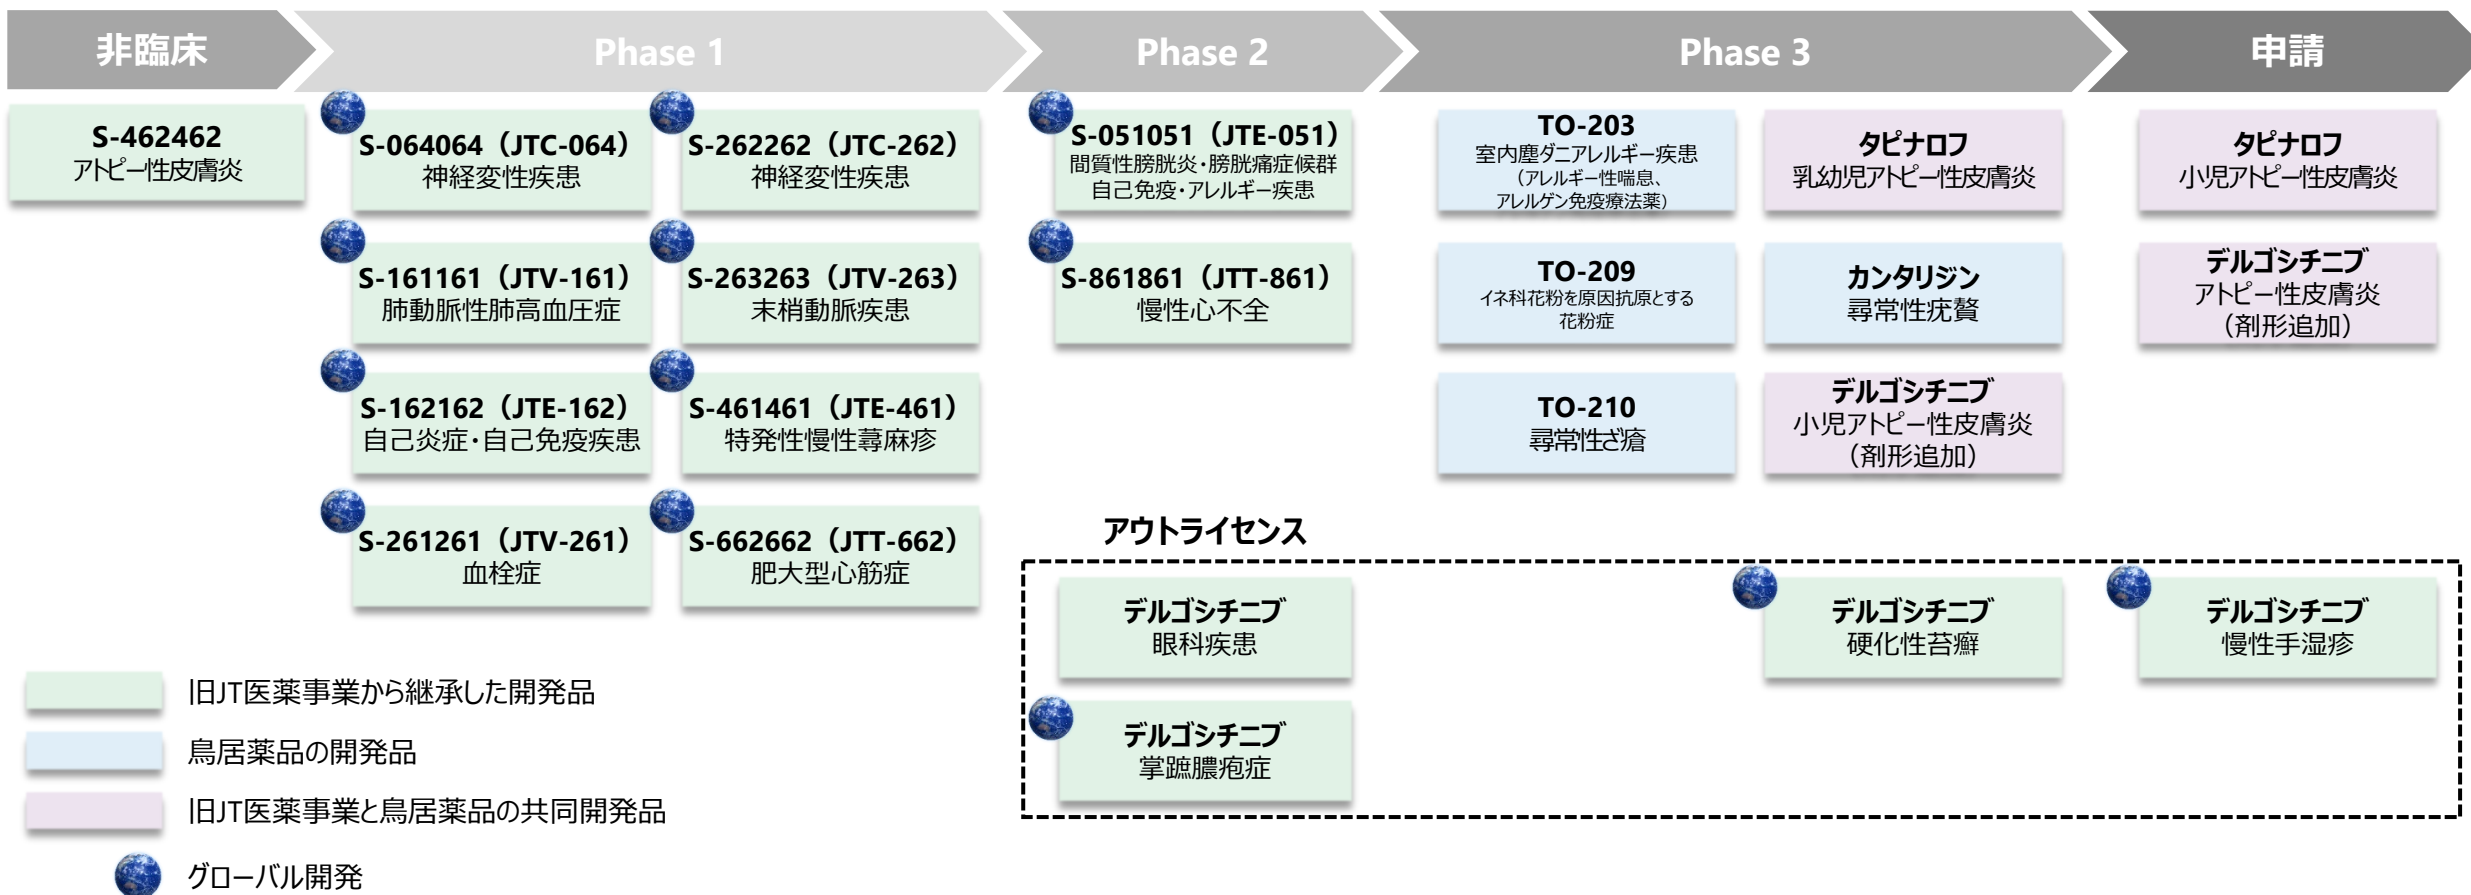 非臨床
Phase 1
Phase 2
Phase 3
申請
S-462462
アトピー性皮膚炎
S-064064（JTC-064）
神経変性疾患
S-262262（JTC-262）
神経変性疾患
S-051051（JTE-051）
間質性膀胱炎・膀胱痛症候群
自己免疫・アレルギー疾患
TO-203
室内塵ダニアレルギー疾患
（アレルギー性喘息、
アレルゲン免疫療法薬）
タピナロフ
乳幼児アトピー性皮膚炎
タピナロフ
小児アトピー性皮膚炎
S-161161（JTV-161）
肺動脈性肺高血圧症
S-263263（JTV-263）
末梢動脈疾患
S-861861（JTT-861）
慢性心不全
TO-209
イネ科花粉を原因抗原とする
花粉症
カンタリジン
尋常性疣贅
デルゴシチニブ
アトピー性皮膚炎
（剤形追加）
S-162162（JTE-162）
自己炎症・自己免疫疾患
S-461461（JTE-461）
特発性慢性蕁麻疹
TO-210
尋常性ざ瘡
デルゴシチニブ
小児アトピー性皮膚炎
（剤形追加）
S-261261（JTV-261）
血栓症
S-662662（JTT-662）
肥大型心筋症
アウトライセンス
デルゴシチニブ
眼科疾患
デルゴシチニブ
硬化性苔癬
デルゴシチニブ
慢性手湿疹
デルゴシチニブ
掌蹠膿疱症
旧JT医薬事業から継承した開発品
鳥居薬品の開発品
旧JT医薬事業と鳥居薬品の共同開発品
グローバル開発